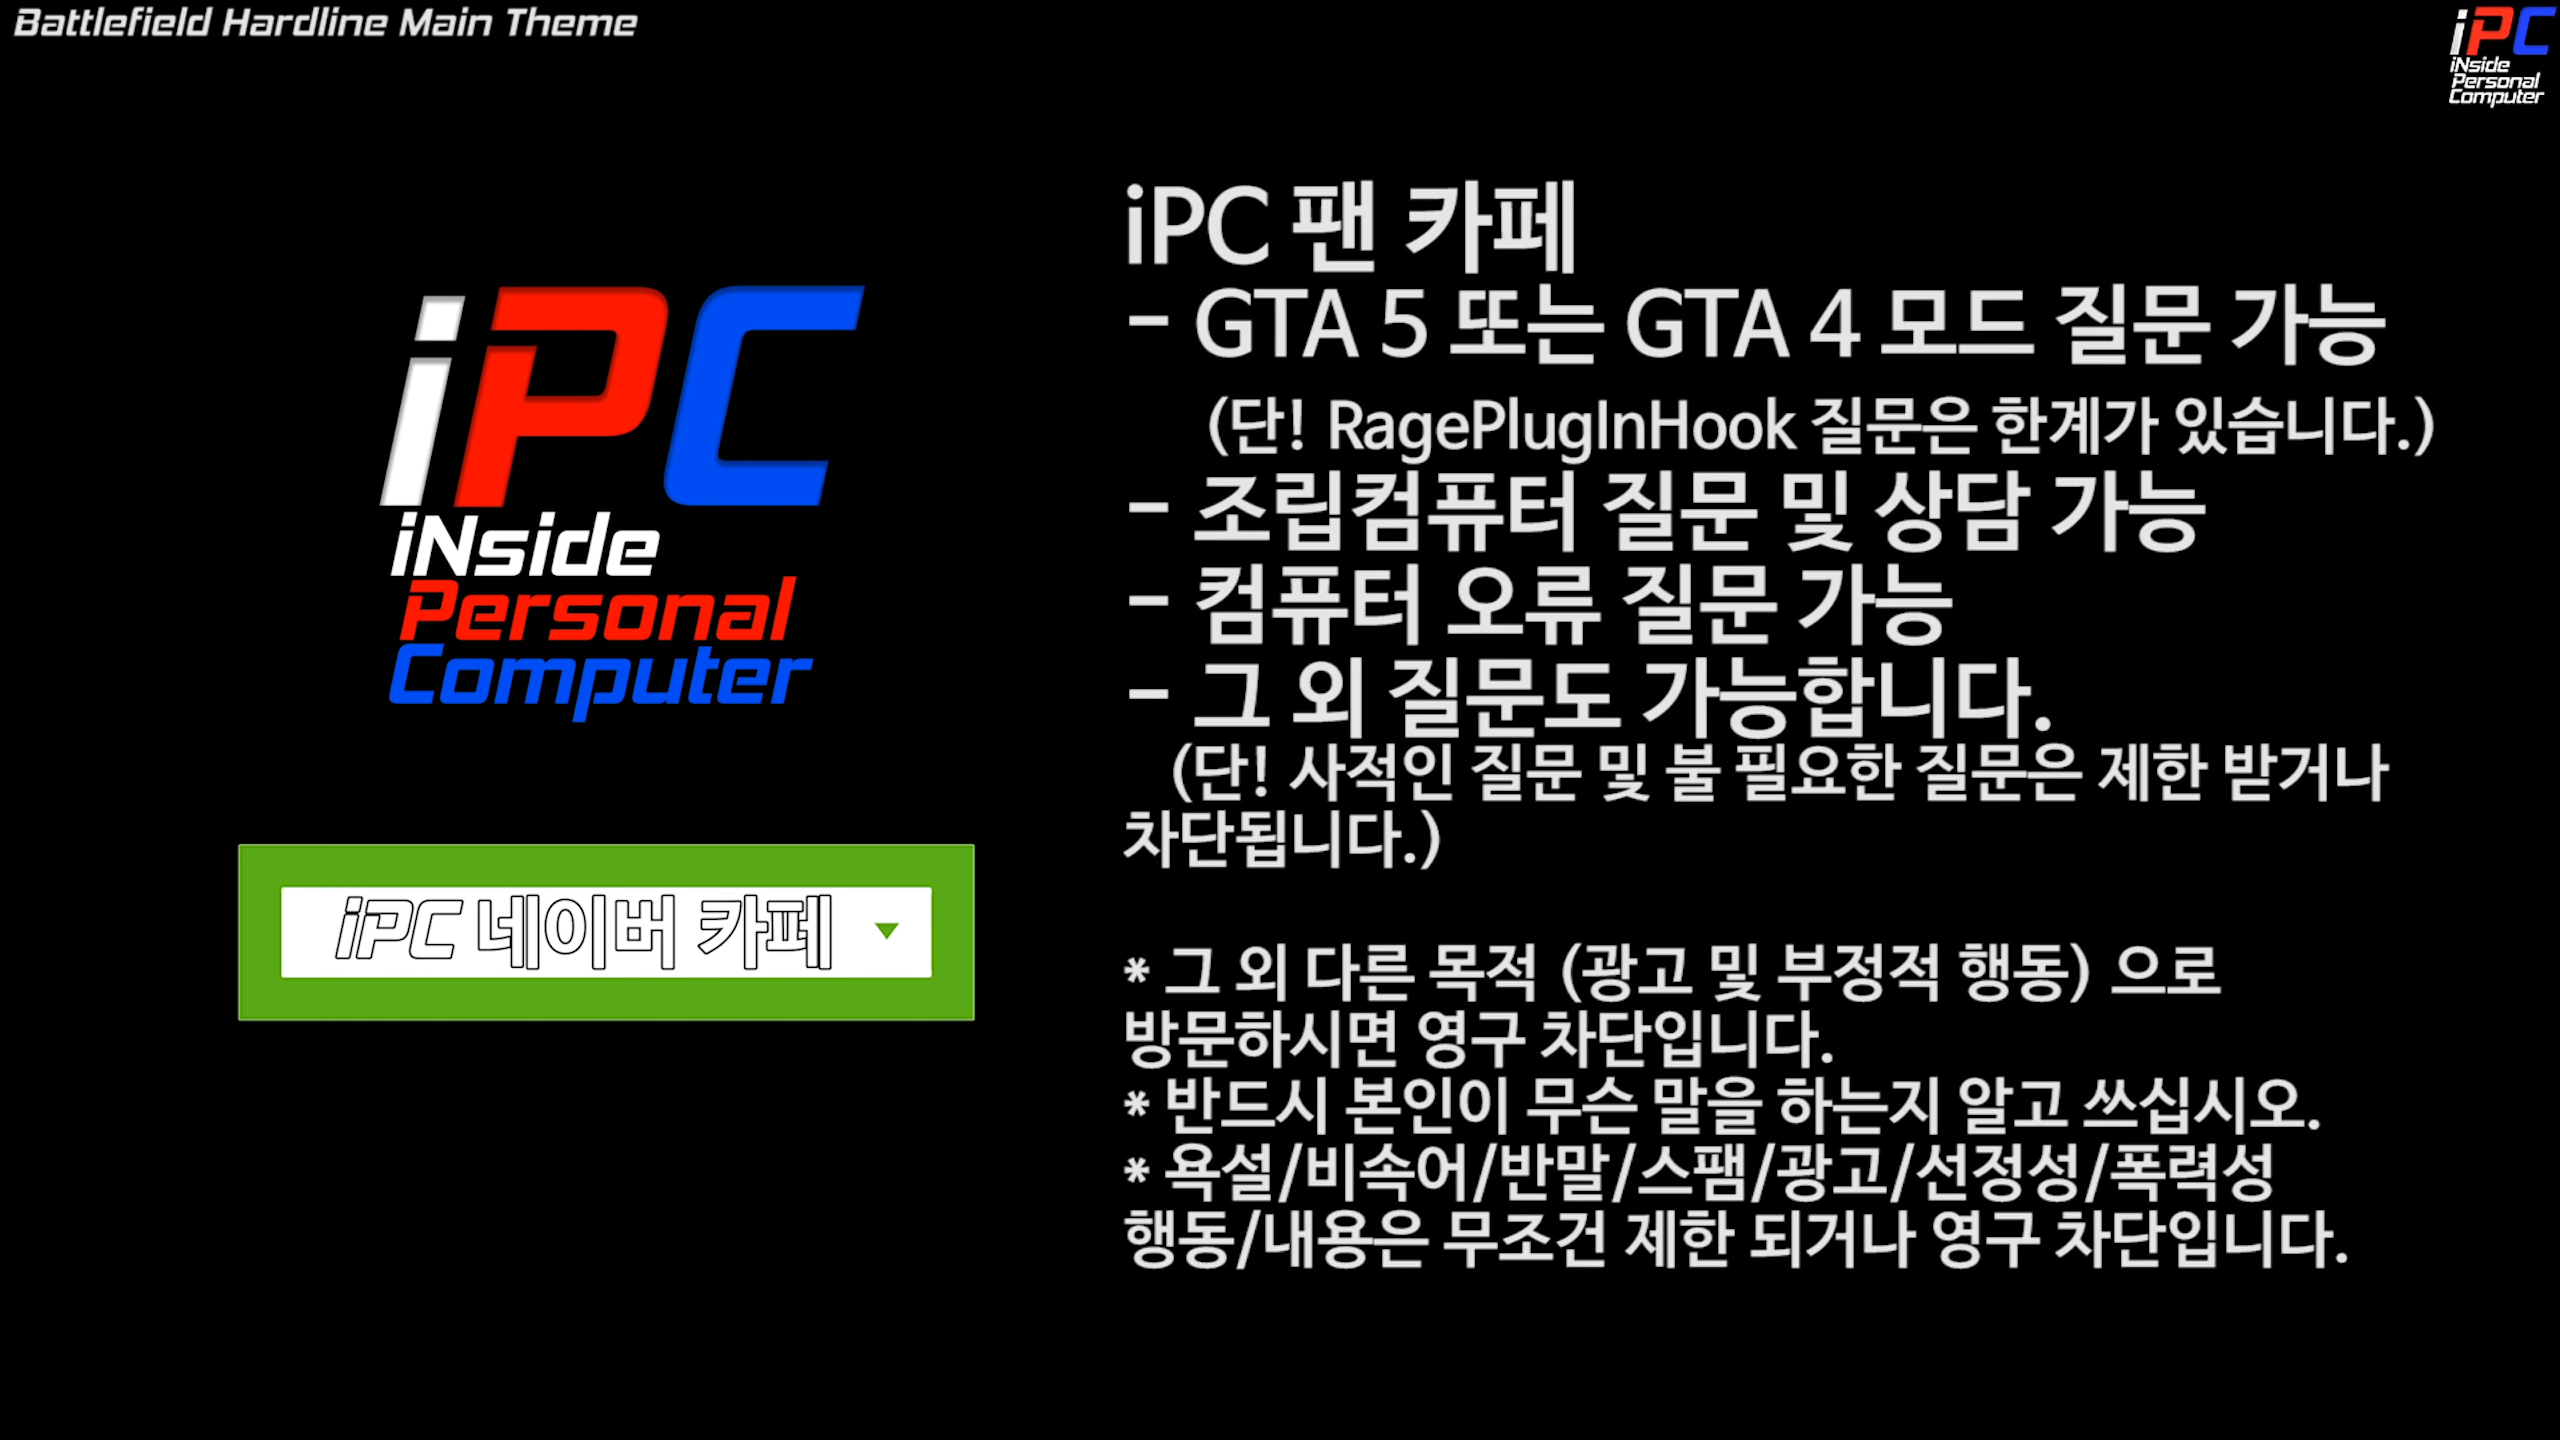 Battlefield Hardline Main Theme
iPC
iNside
Personal
Computer
iPC
iNside
Personal
Computer
iPC 네이버 카페
iPC 팬 카페
- GTA 5 또는 GTA 4 모드 질문 가능
(단! RagePlugInHook 질문은 한계가 있습니다.)
- 조립컴퓨터 질문 및 상담 가능
- 컴퓨터 오류 질문 가능
- 그 외 질문도 가능합니다.
(단! 사적인 질문 및 불 필요한 질문은 제한 받거나
차단됩니다.)
* 그 외 다른 목적 (광고 및 부정적 행동) 으로
방문하시면 영구 차단입니다.
* 반드시 본인이 무슨 말을 하는지 알고 쓰십시오.
* 욕설/비속어/반말/스팸/광고/선정성/폭력성
행동/내용은 무조건 제한 되거나 영구 차단입니다.